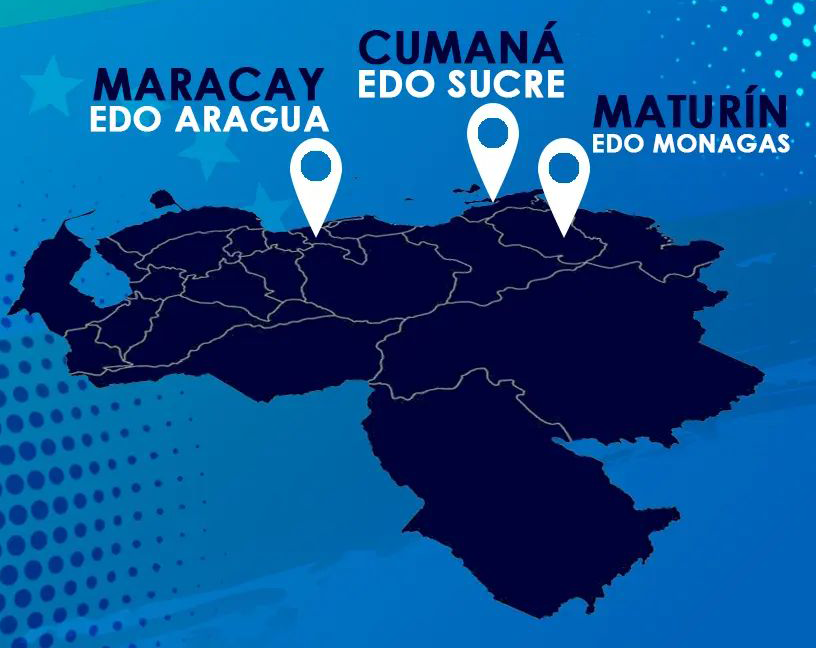 MARACAY
EDO ARAGUA
CUMANÁ
EDO SUCRE
MATURÍN
EDO MONAGAS